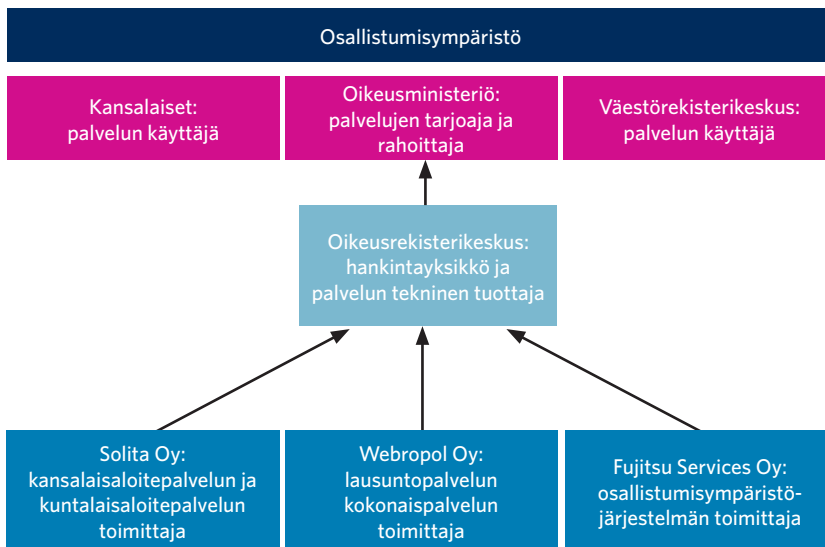 Osallistumisympäristö
Kansalaiset:
palvelun käyttäjä
Oikeusministeriö:
palvelujen tarjoaja ja
rahoittaja
Väestörekisterikeskus:
palvelun käyttäjä
Oikeusrekisterikeskus:
hankintayksikkö ja
palvelun tekninen tuottaja
Solita Oy:
kansalaisaloitepalvelun ja
kuntalaisaloitepalvelun
toimittaja
Webropol Oy:
lausuntopalvelun
kokonaispalvelun
toimittaja
Fujitsu Services Oy:
osallistumisympäristö-
järjestelmän toimittaja